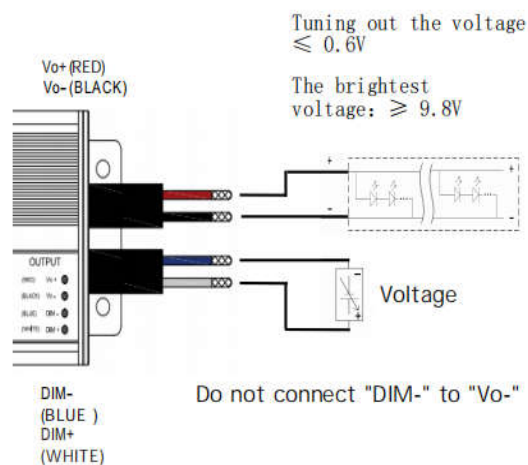 Tuning out the voltage
≤ 0.6V
The brightest
voltage: ≥ 9.8V
Vo+(RED)
Vo-(BLACK)
+
+
-
-
OUTPUT
(RED) Vo +
(BLACK) Vo -
(BLUE) DIM -
(WHITE) DIM +
-
+
Voltage
DIM-
(BLUE )
DIM+
(WHITE)
Do not connect "DIM-" to "Vo-"